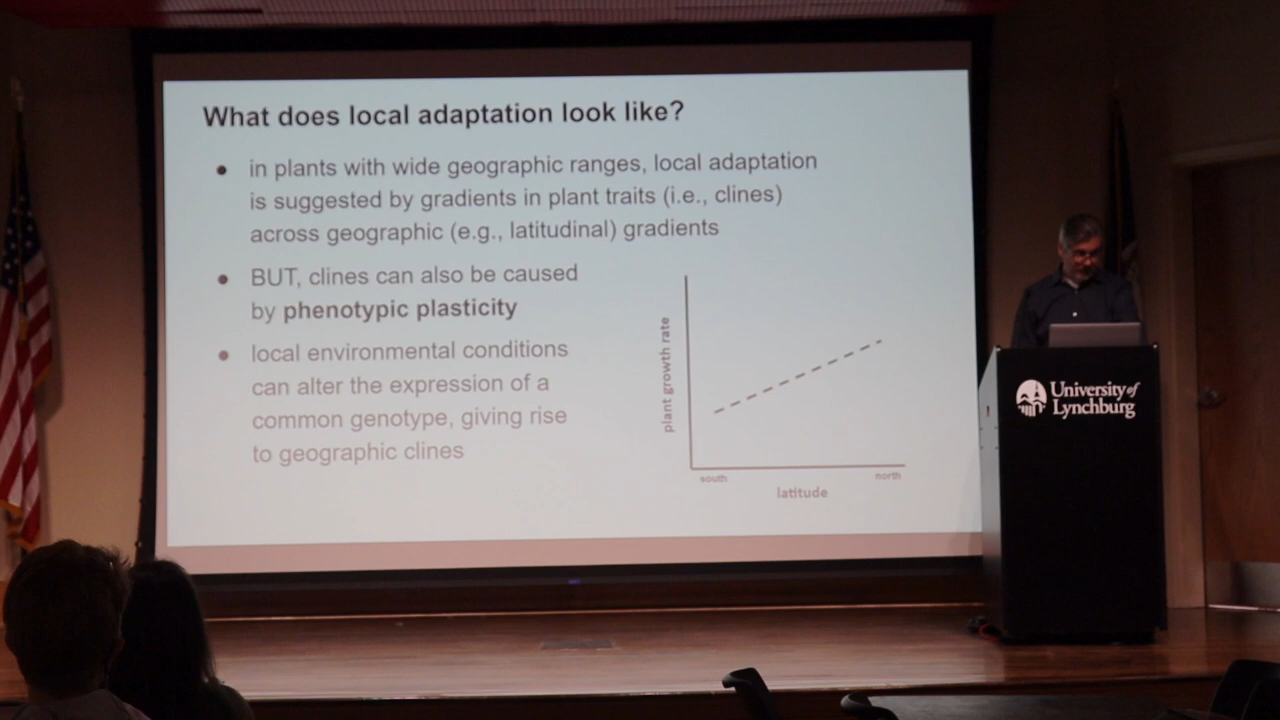 What does local adaptation look like?
● in plants with wide geographic ranges, local adaptation
is suggested by gradients in plant traits (i.e., clines)
across geographic (e.g., latitudinal) gradients
● BUT, clines can also be caused
by phenotypic plasticity
● local environmental conditions
can alter the expression of a
common genotype, giving rise
to geographic clines
plant growth rate
south
north
latitude
University of
Lynchburg